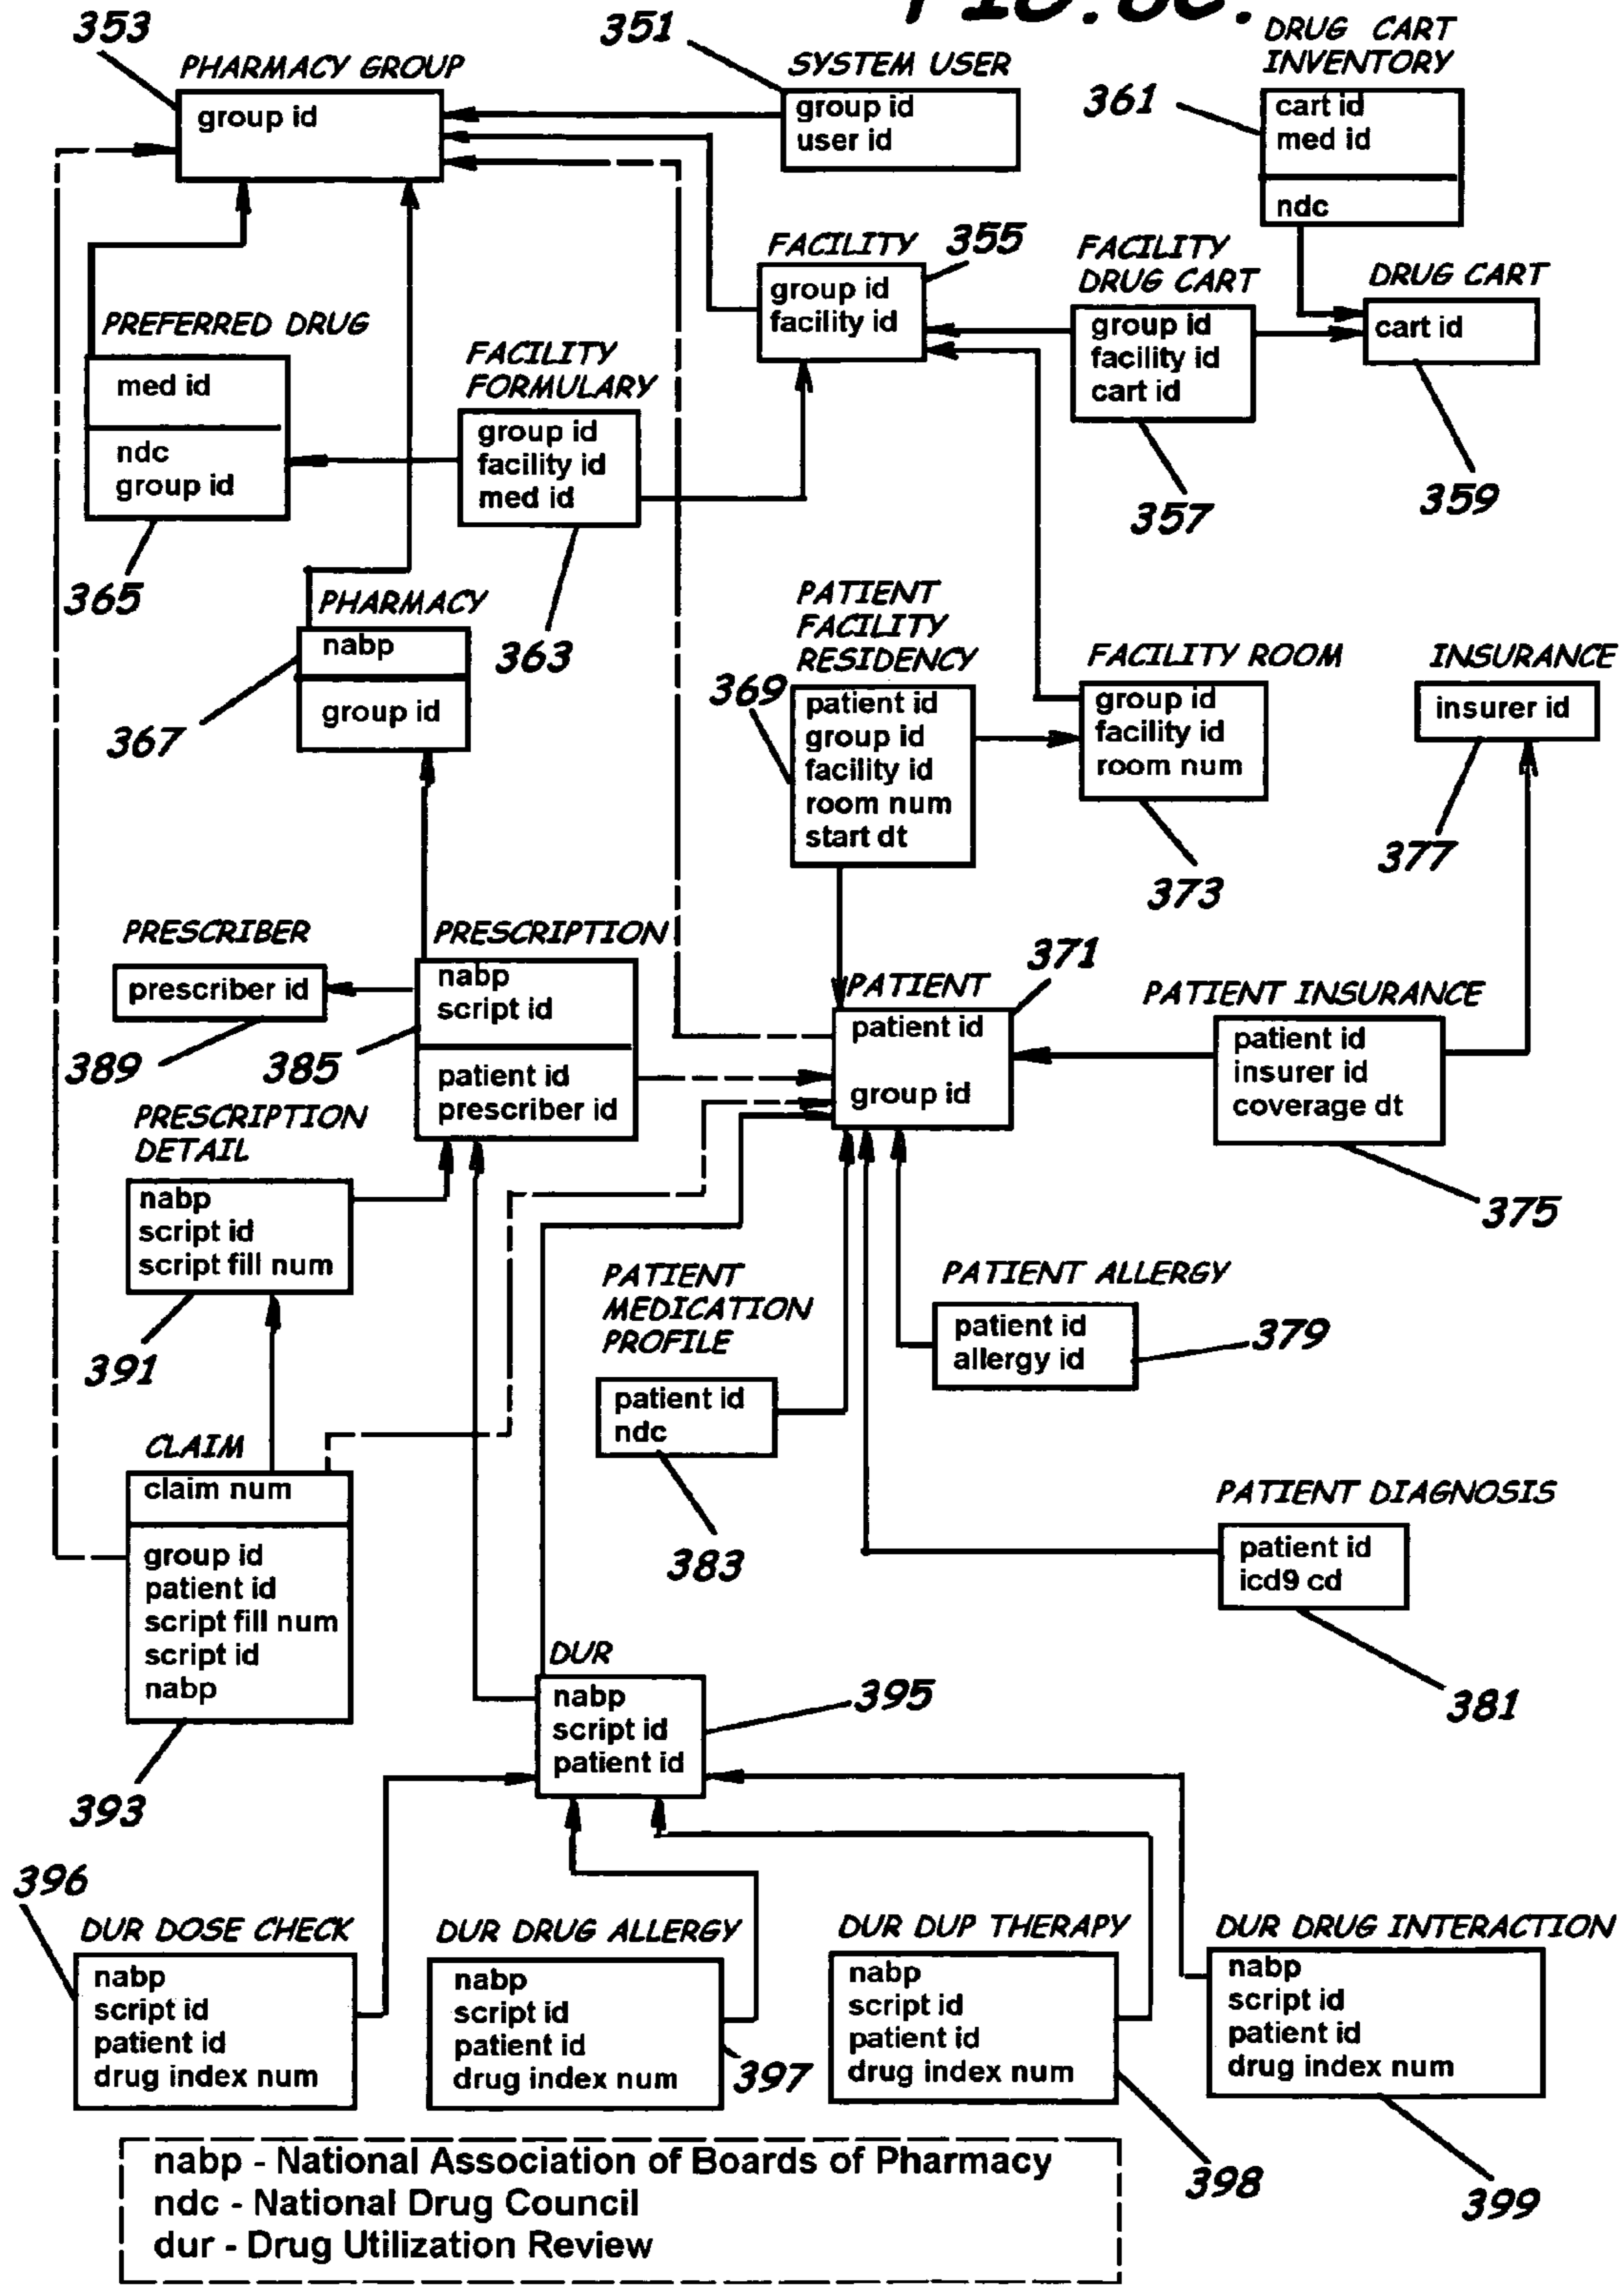 353
PHARMACY GROUP
group id
351
SYSTEM USER
group id
user id
DRUG CART
INVENTORY
361
cart id
med id
ndc
FACILITY
355
group id
facility id
FACILITY
DRUG CART
group id
facility id
cart id
357
DRUG CART
cart id
359
PREFERRED DRUG
med id
ndc
group id
365
FACILITY
FORMULARY
group id
facility id
med id
363
PHARMACY
nabp
group id
367
PATIENT
FACILITY
RESIDENCY
369
patient id
group id
facility id
room num
start dt
FACILITY ROOM
group id
facility id
room num
373
INSURANCE
insurer id
377
PRESCRIBER
prescriber id
389
PRESCRIPTION
nabp
script id
patient id
prescriber id
385
PATIENT
371
patient id
group id
PATIENT INSURANCE
patient id
insurer id
coverage dt
375
PRESCRIPTION
DETAIL
nabp
script id
script fill num
391
PATIENT
MEDICATION
PROFILE
patient id
ndc
383
PATIENT ALLERGY
patient id
allergy id
379
CLAIM
claim num
group id
patient id
script fill num
script id
nabp
393
PATIENT DIAGNOSIS
patient id
icd9 cd
381
DUR
nabp
script id
patient id
395
396
DUR DOSE CHECK
nabp
script id
patient id
drug index num
DUR DRUG ALLERGY
nabp
script id
patient id
drug index num
397
DUR DUP THERAPY
nabp
script id
patient id
drug index num
398
DUR DRUG INTERACTION
nabp
script id
patient id
drug index num
399
nabp - National Association of Boards of Pharmacy
ndc - National Drug Council
dur - Drug Utilization Review